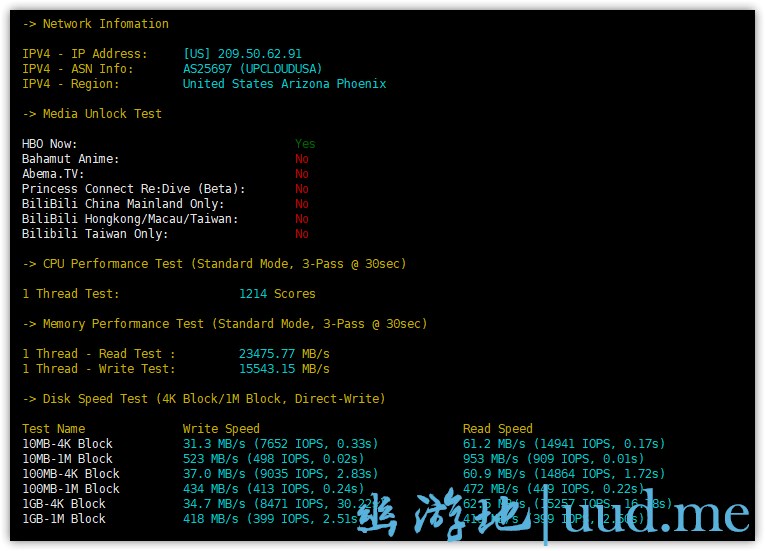 -> Network Infomation
IPV4 - IP Address: [US] 209.50.62.91
IPV4 - ASN Info: AS25697 (UPCLOUDUSA)
IPV4 - Region: United States Arizona Phoenix
-> Media Unlock Test
HBO Now: Yes
Bahamut Anime: No
Abema.TV: No
Princess Connect Re:Dive (Beta): No
BiliBili China Mainland Only: No
BiliBili Hongkong/Macau/Taiwan: No
Bilibili Taiwan Only: No
-> CPU Performance Test (Standard Mode, 3-Pass @ 30sec)
1 Thread Test: 1214 Scores
-> Memory Performance Test (Standard Mode, 3-Pass @ 30sec)
1 Thread - Read Test : 23475.77 MB/s
1 Thread - Write Test: 15543.15 MB/s
-> Disk Speed Test (4K Block/1M Block, Direct-Write)
Test Name Write Speed Read Speed
10MB-4K Block 31.3 MB/s (7652 IOPS, 0.33s) 61.2 MB/s (14941 IOPS, 0.17s)
10MB-1M Block 523 MB/s (498 IOPS, 0.02s) 953 MB/s (909 IOPS, 0.01s)
100MB-4K Block 37.0 MB/s (9035 IOPS, 2.83s) 60.9 MB/s (14864 IOPS, 1.72s)
100MB-1M Block 434 MB/s (413 IOPS, 0.24s) 472 MB/s (449 IOPS, 0.22s)
1GB-4K Block 34.7 MB/s (8471 IOPS, MB/s (15257 IOPS,
1GB-1M Block 418 MB/s (399 IOPS, 2.51s) MB/s (399 IOPS,
幽游地|uud.me